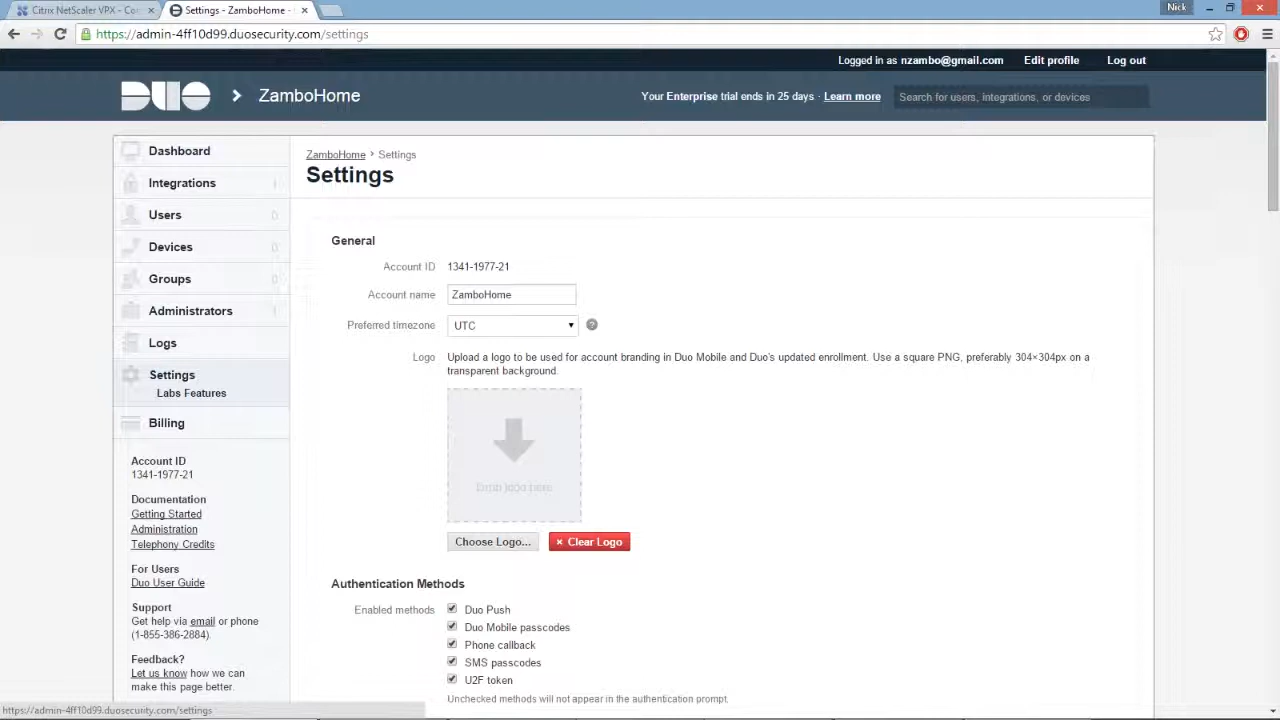 Citrix NetScaler VPX - Co
Settings - ZamboHome -
Nick
https://admin-4ff10d99.duosecurity.com/settings
Logged in as nzambo@gmail.com Edit profile Log out
DUO ZamboHome
Your Enterprise trial ends in 25 days · Learn more
Search for users, integrations, or devices
Dashboard
Integrations 1
Users 0
Devices 0
Groups 0
Administrators 1
Logs
Settings
Labs Features
Billing
Account ID
1341-1977-21
Documentation
Getting Started
Administration
Telephony Credits
For Users
Duo User Guide
Support
Get help via email or phone
(1-855-386-2884).
Feedback?
Let us know how we can
make this page better.
ZamboHome › Settings
Settings
General
Account ID 1341-1977-21
Account name ZamboHome
Preferred timezone UTC ?
Logo Upload a logo to be used for account branding in Duo Mobile and Duo's updated enrollment. Use a square PNG, preferably 304×304px on a
transparent background.
Drop logo here
Choose Logo... × Clear Logo
Authentication Methods
Enabled methods Duo Push
Duo Mobile passcodes
Phone callback
SMS passcodes
U2F token
Unchecked methods will not appear in the authentication prompt.
https://admin-4ff10d99.duosecurity.com/settings